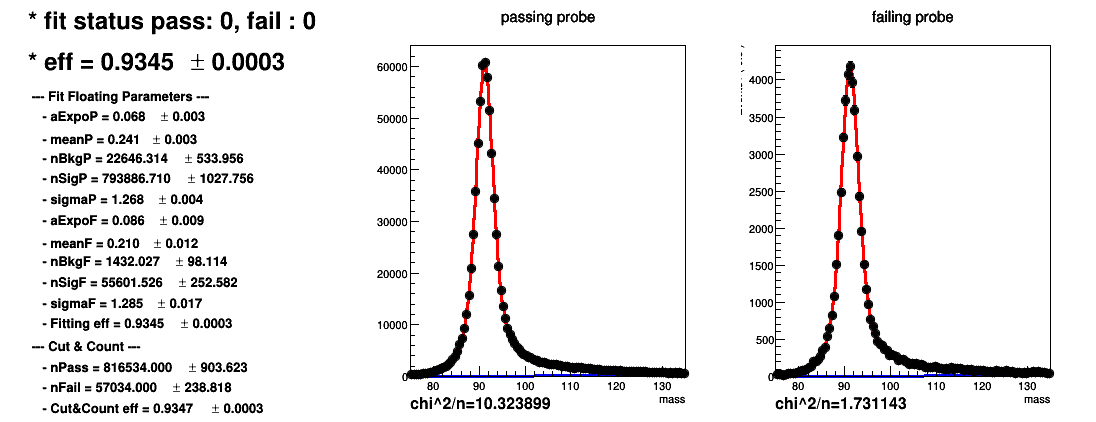 * fit status pass: 0, fail : 0
* eff = 0.9345 ± 0.0003
--- Fit Floating Parameters ---
- aExpoP = 0.068 ± 0.003
- meanP = 0.241 ± 0.003
- nBkgP = 22646.314 ± 533.956
- nSigP = 793886.710 ± 1027.756
- sigmaP = 1.268 ± 0.004
- aExpoF = 0.086 ± 0.009
- meanF = 0.210 ± 0.012
- nBkgF = 1432.027 ± 98.114
- nSigF = 55601.526 ± 252.582
- sigmaF = 1.285 ± 0.017
- Fitting eff = 0.9345 ± 0.0003
--- Cut & Count ---
- nPass = 816534.000 ± 903.623
- nFail = 57034.000 ± 238.818
- Cut&Count eff = 0.9347 ± 0.0003
passing probe
60000
50000
40000
30000
20000
10000
0
80 90 100 110 120 130
mass
chi^2/n=10.323899
failing probe
4000
3500
3000
2500
2000
1500
1000
500
0
80 90 100 110 120 130
mass
chi^2/n=1.731143